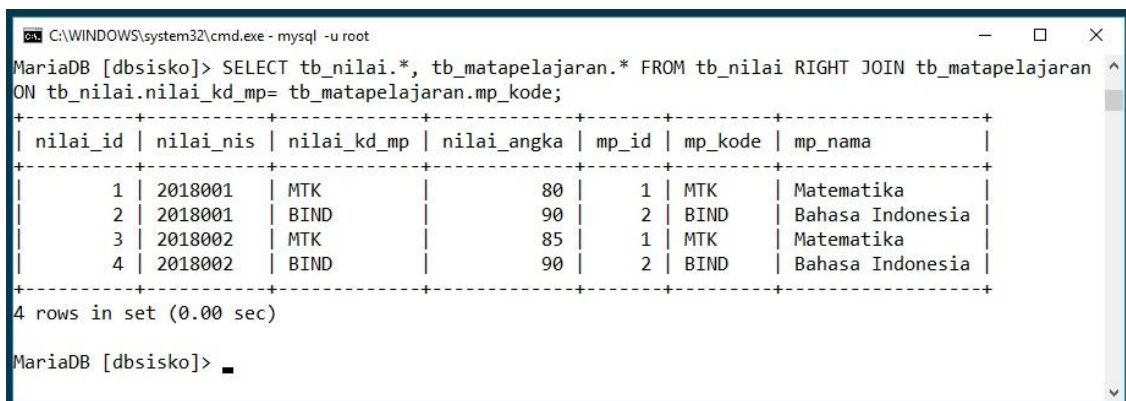 C:\WINDOWS\system32\cmd.exe - mysql -u root
MariaDB [dbsisko]> SELECT tb_nilai.*, tb_matapelajaran.* FROM tb_nilai RIGHT JOIN tb_matapelajaran
ON tb_nilai.nilai_kd_mp= tb_matapelajaran.mp_kode;
+----------+-----------+-------------+-------------+-------+---------+------------------+
| nilai_id | nilai_nis | nilai_kd_mp | nilai_angka | mp_id | mp_kode | mp_nama          |
+----------+-----------+-------------+-------------+-------+---------+------------------+
|        1 | 2018001   | MTK         |          80 |     1 | MTK     | Matematika       |
|        2 | 2018001   | BIND        |          90 |     2 | BIND    | Bahasa Indonesia |
|        3 | 2018002   | MTK         |          85 |     1 | MTK     | Matematika       |
|        4 | 2018002   | BIND        |          90 |     2 | BIND    | Bahasa Indonesia |
+----------+-----------+-------------+-------------+-------+---------+------------------+
4 rows in set (0.00 sec)
MariaDB [dbsisko]>